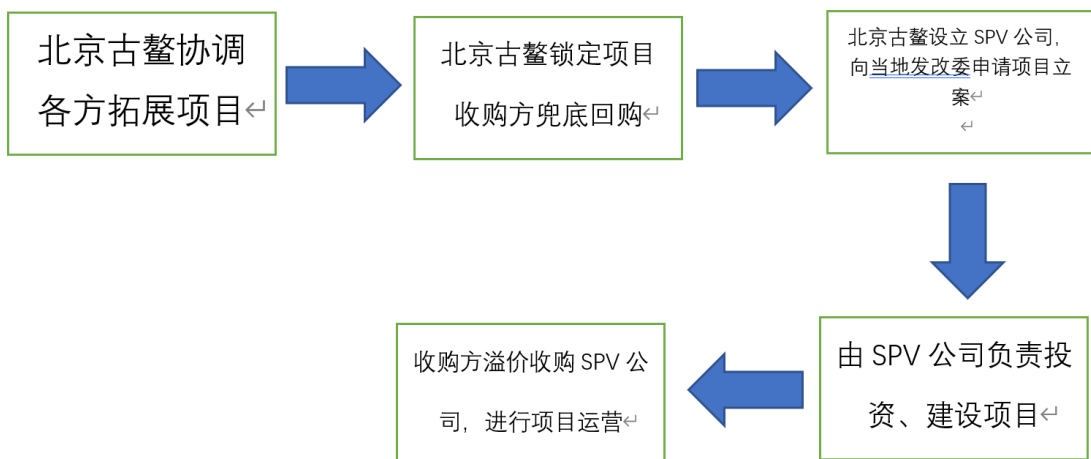 北京古鳌协调
各方拓展项目↵
北京古鳌锁定项目
收购方兜底回购↵
北京古鳌设立 SPV 公司,
向当地发改委申请项目立
案↵
↵
由 SPV 公司负责投
资、建设项目↵
收购方溢价收购 SPV 公
司，进行项目运营↵